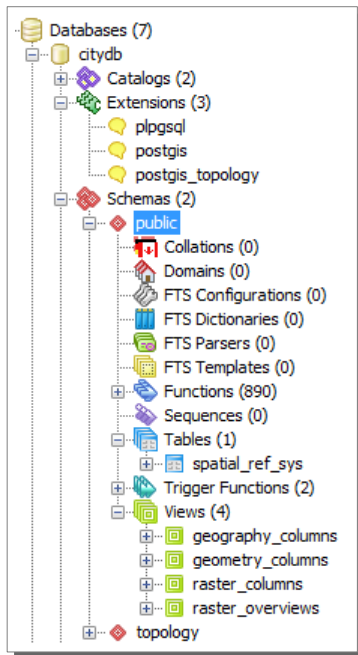 Databases (7)
citydb
Catalogs (2)
Extensions (3)
plpgsql
postgis
postgis_topology
Schemas (2)
public
Collations (0)
Domains (0)
FTS Configurations (0)
FTS Dictionaries (0)
FTS Parsers (0)
FTS Templates (0)
Functions (890)
Sequences (0)
Tables (1)
spatial_ref_sys
Trigger Functions (2)
Views (4)
geography_columns
geometry_columns
raster_columns
raster_overviews
topology